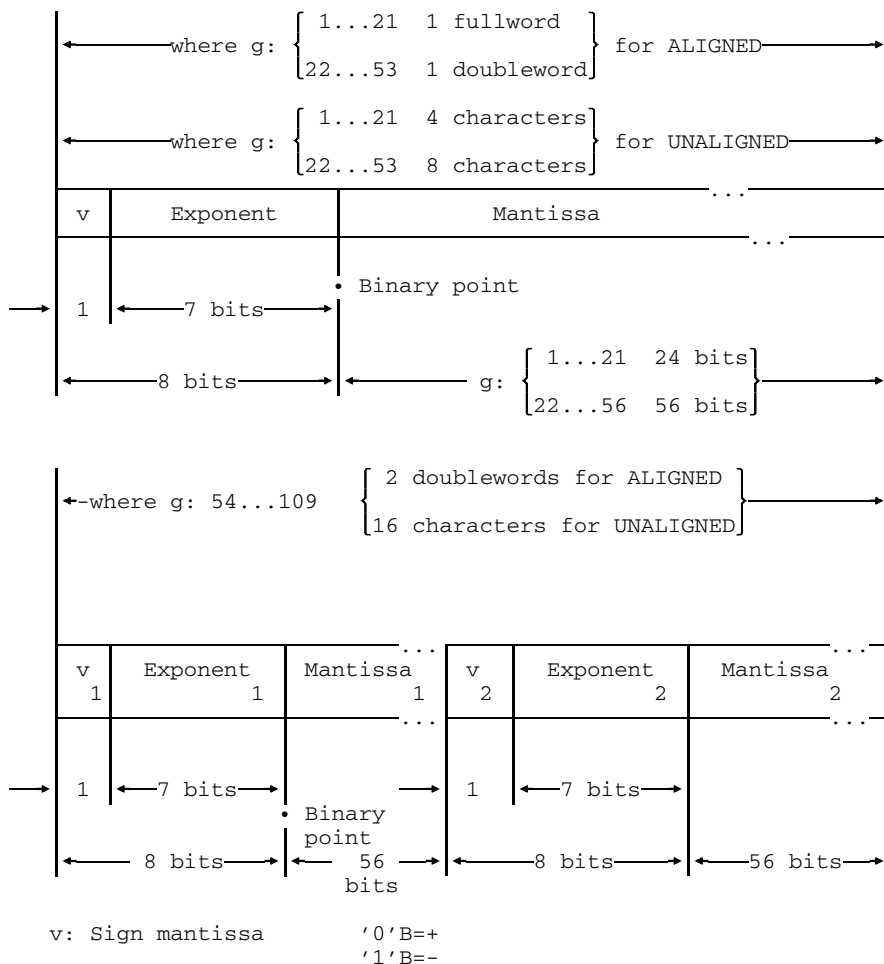 1...21 1 fullword
where g: for ALIGNED
22...53 1 doubleword
1...21 4 characters
where g: for UNALIGNED
22...53 8 characters
...
v Exponent Mantissa
...
• Binary point
1 7 bits
1...21 24 bits
8 bits g:
22...56 56 bits
2 doublewords for ALIGNED
-where g: 54...109
16 characters for UNALIGNED
... ...
v Exponent Mantissa v Exponent Mantissa
1 1 1 2 2 2
... ...
1 7 bits 1 7 bits
• Binary
point
8 bits 56 8 bits 56 bits
bits
v: Sign mantissa '0'B=+
'1'B=-